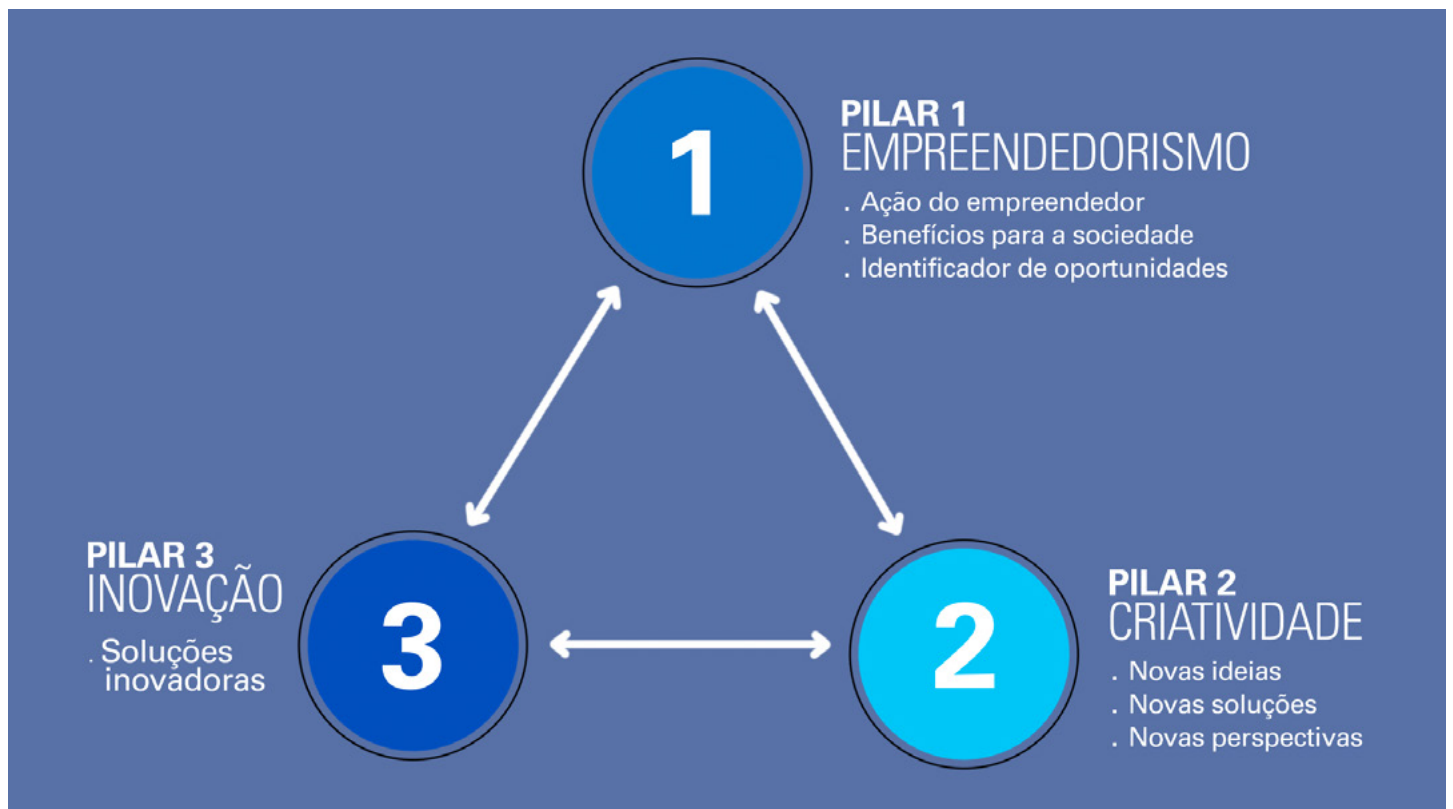 1
PILAR 1
EMPREENDEDORISMO
. Ação do empreendedor
. Benefícios para a sociedade
. Identificador de oportunidades
PILAR 3
INOVAÇÃO
. Soluções
inovadoras
3
2
PILAR 2
CRIATIVIDADE
. Novas ideias
. Novas soluções
. Novas perspectivas